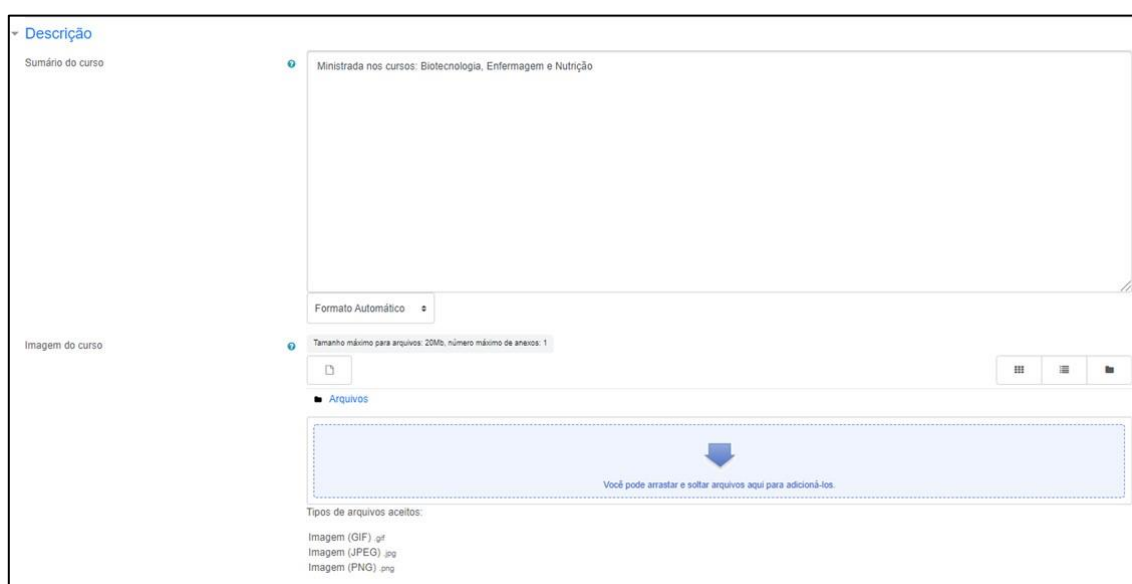 Descrição
Sumário do curso
Ministrada nos cursos: Biotecnologia, Enfermagem e Nutrição
Formato Automático
Imagem do curso
Tamanho máximo para arquivos: 20Mb, número máximo de anexos: 1
Arquivos
Você pode arrastar e soltar arquivos aqui para adicioná-los.
Tipos de arquivos aceitos:
Imagem (GIF) .gif
Imagem (JPEG) .jpg
Imagem (PNG) .png